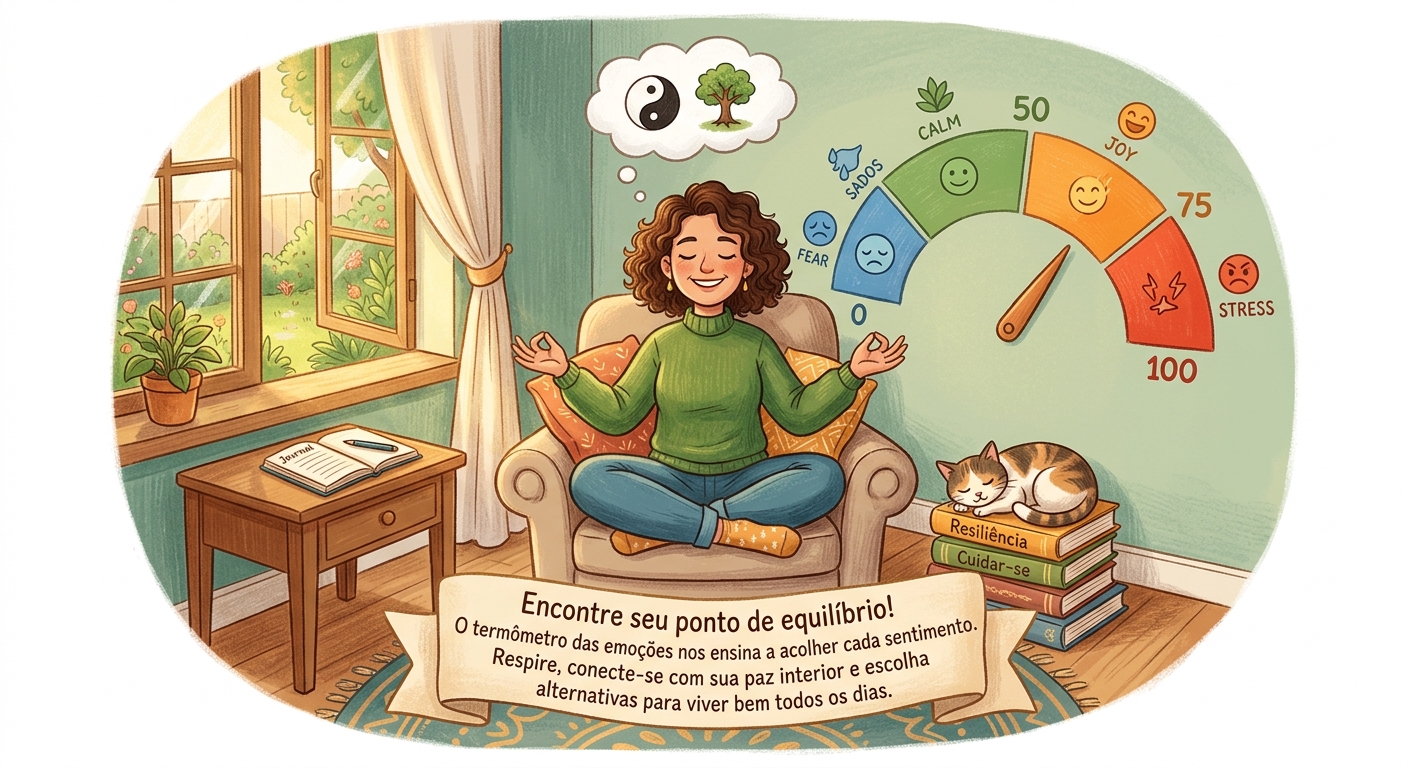 50
CALM
JOY
SADOS
75
FEAR
STRESS
0
100
Journal
Resiliência
Cuidar-se
Encontre seu ponto de equilíbrio!
O termômetro das emoções nos ensina a acolher cada sentimento.
Respire, conecte-se com sua paz interior e escolha
alternativas para viver bem todos os dias.